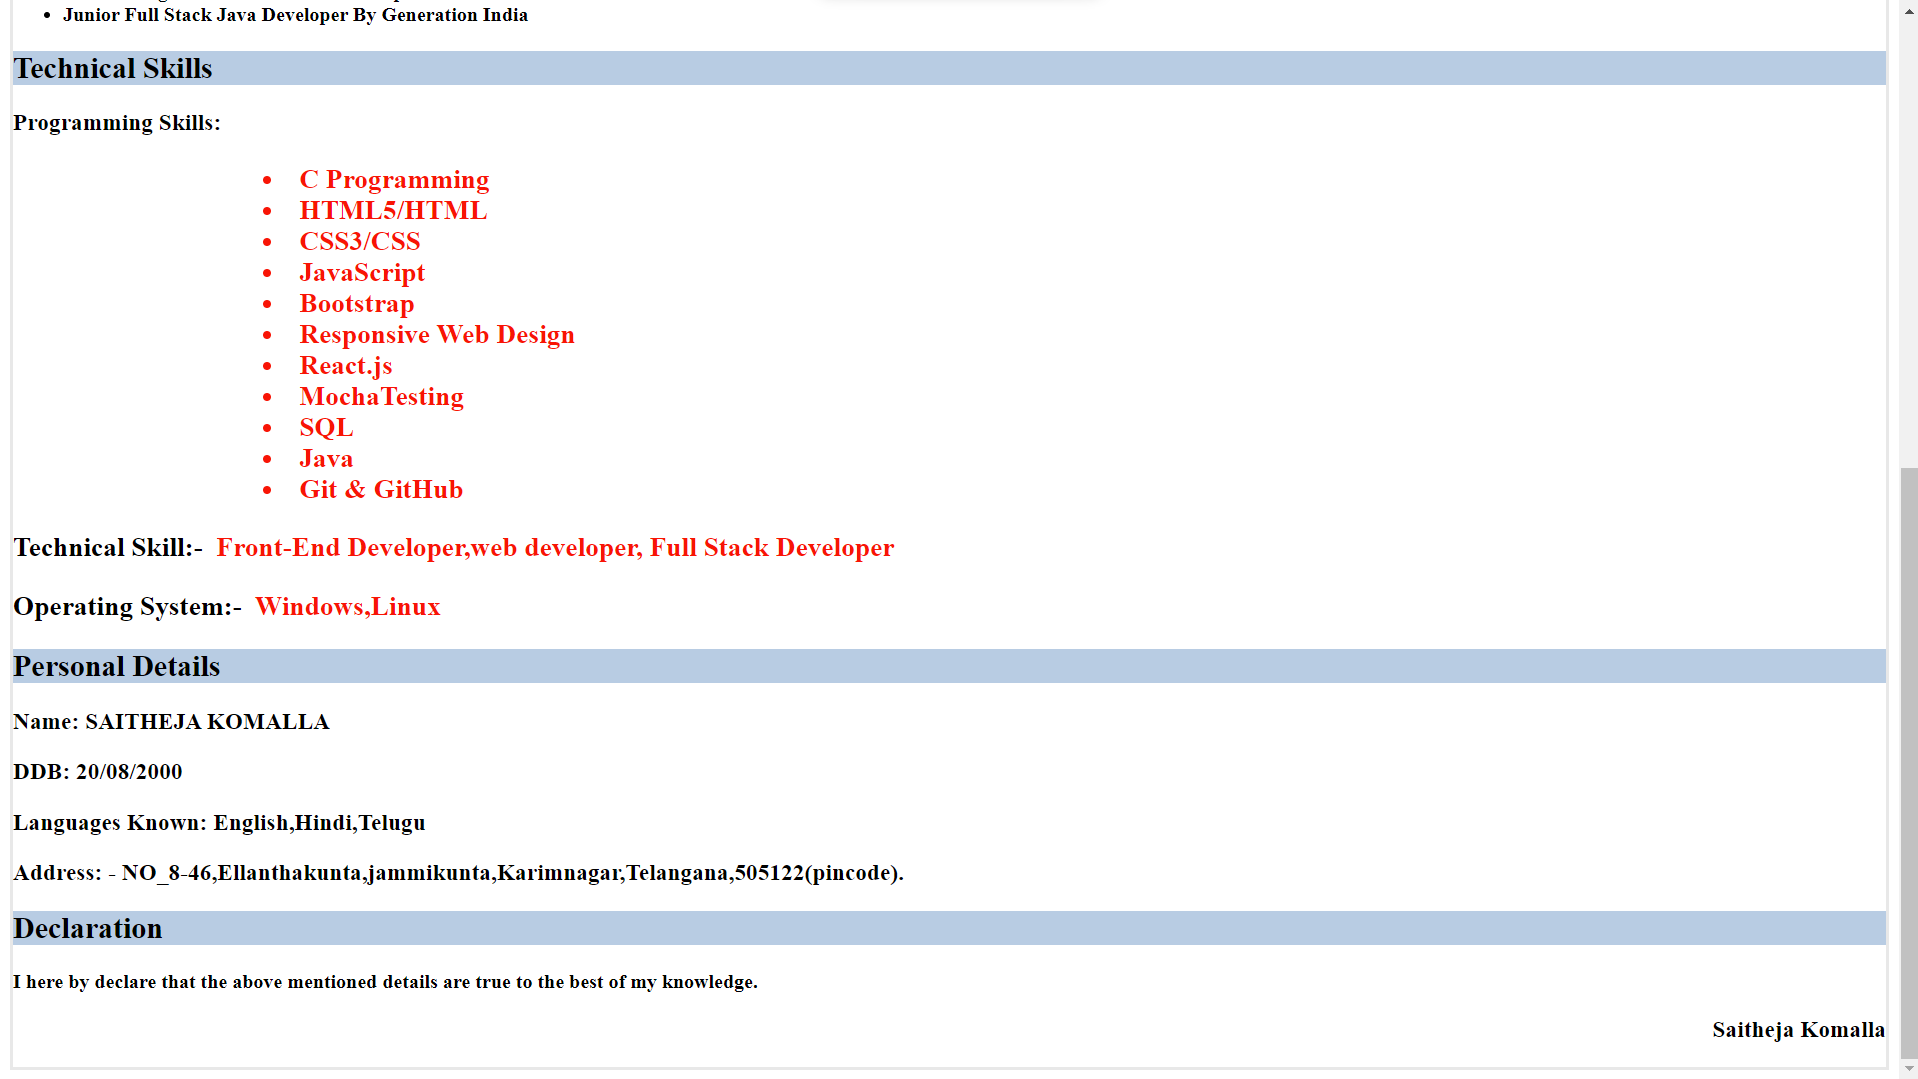 Junior Full Stack Java Developer By Generation India
Technical Skills
Programming Skills:
C Programming
HTML5/HTML
CSS3/CSS
JavaScript
Bootstrap
Responsive Web Design
React.js
MochaTesting
SQL
Java
Git & GitHub
Technical Skill:- Front-End Developer,web developer, Full Stack Developer
Operating System:- Windows,Linux
Personal Details
Name: SAITHEJA KOMALLA
DDB: 20/08/2000
Languages Known: English,Hindi,Telugu
Address: - NO_8-46,Ellanthakunta,jammikunta,Karimnagar,Telangana,505122(pincode).
Declaration
I here by declare that the above mentioned details are true to the best of my knowledge.
Saitheja Komalla